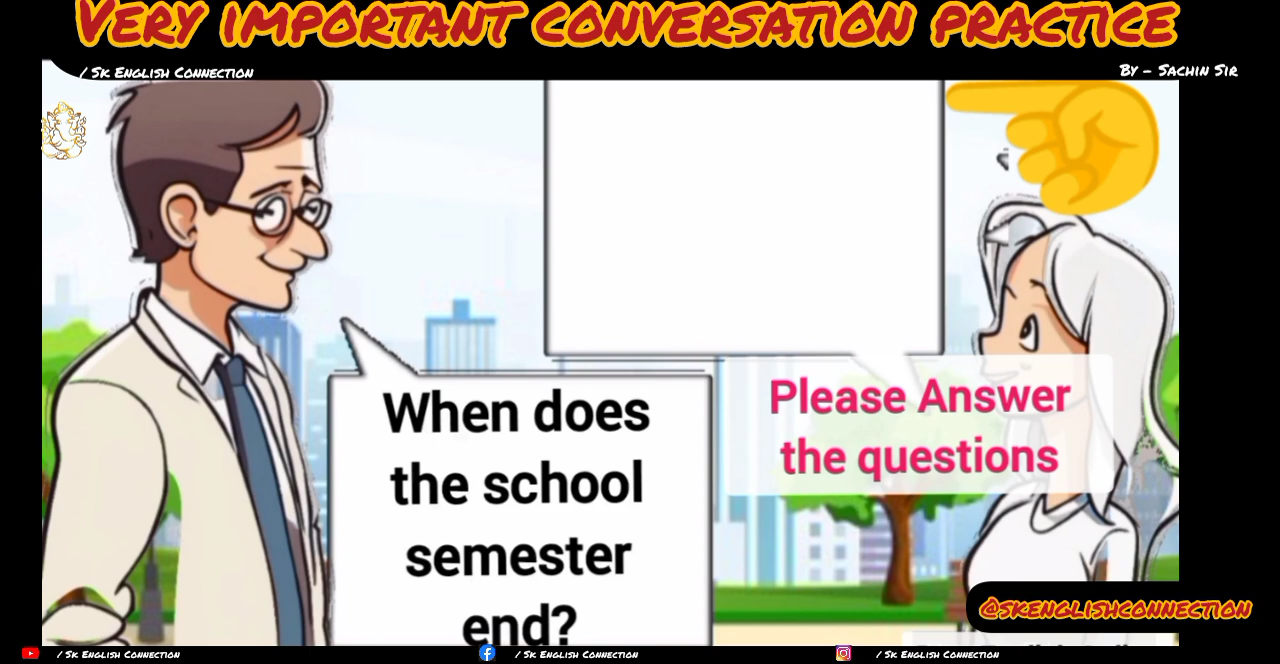 Very important conversation practice
/ Sk English Connection
By - Sachin Sir
When does
the school
semester
end?
Please Answer
the questions
@skenglishconnection
/ Sk English Connection
/ Sk English Connection
/ Sk English Connection